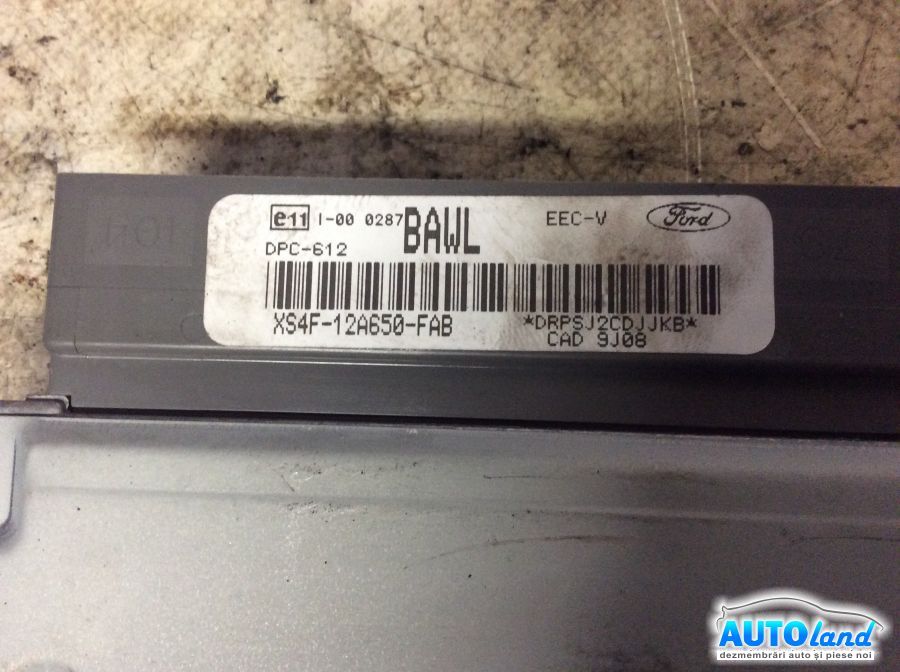 e11 I-00 0287 BAWL EEC-V Ford
DPC-612
XS4F-12A650-FAB *DRPSJ2CDJJKB*
CAD 9J08
AUTOland
dezmembrări auto și piese noi